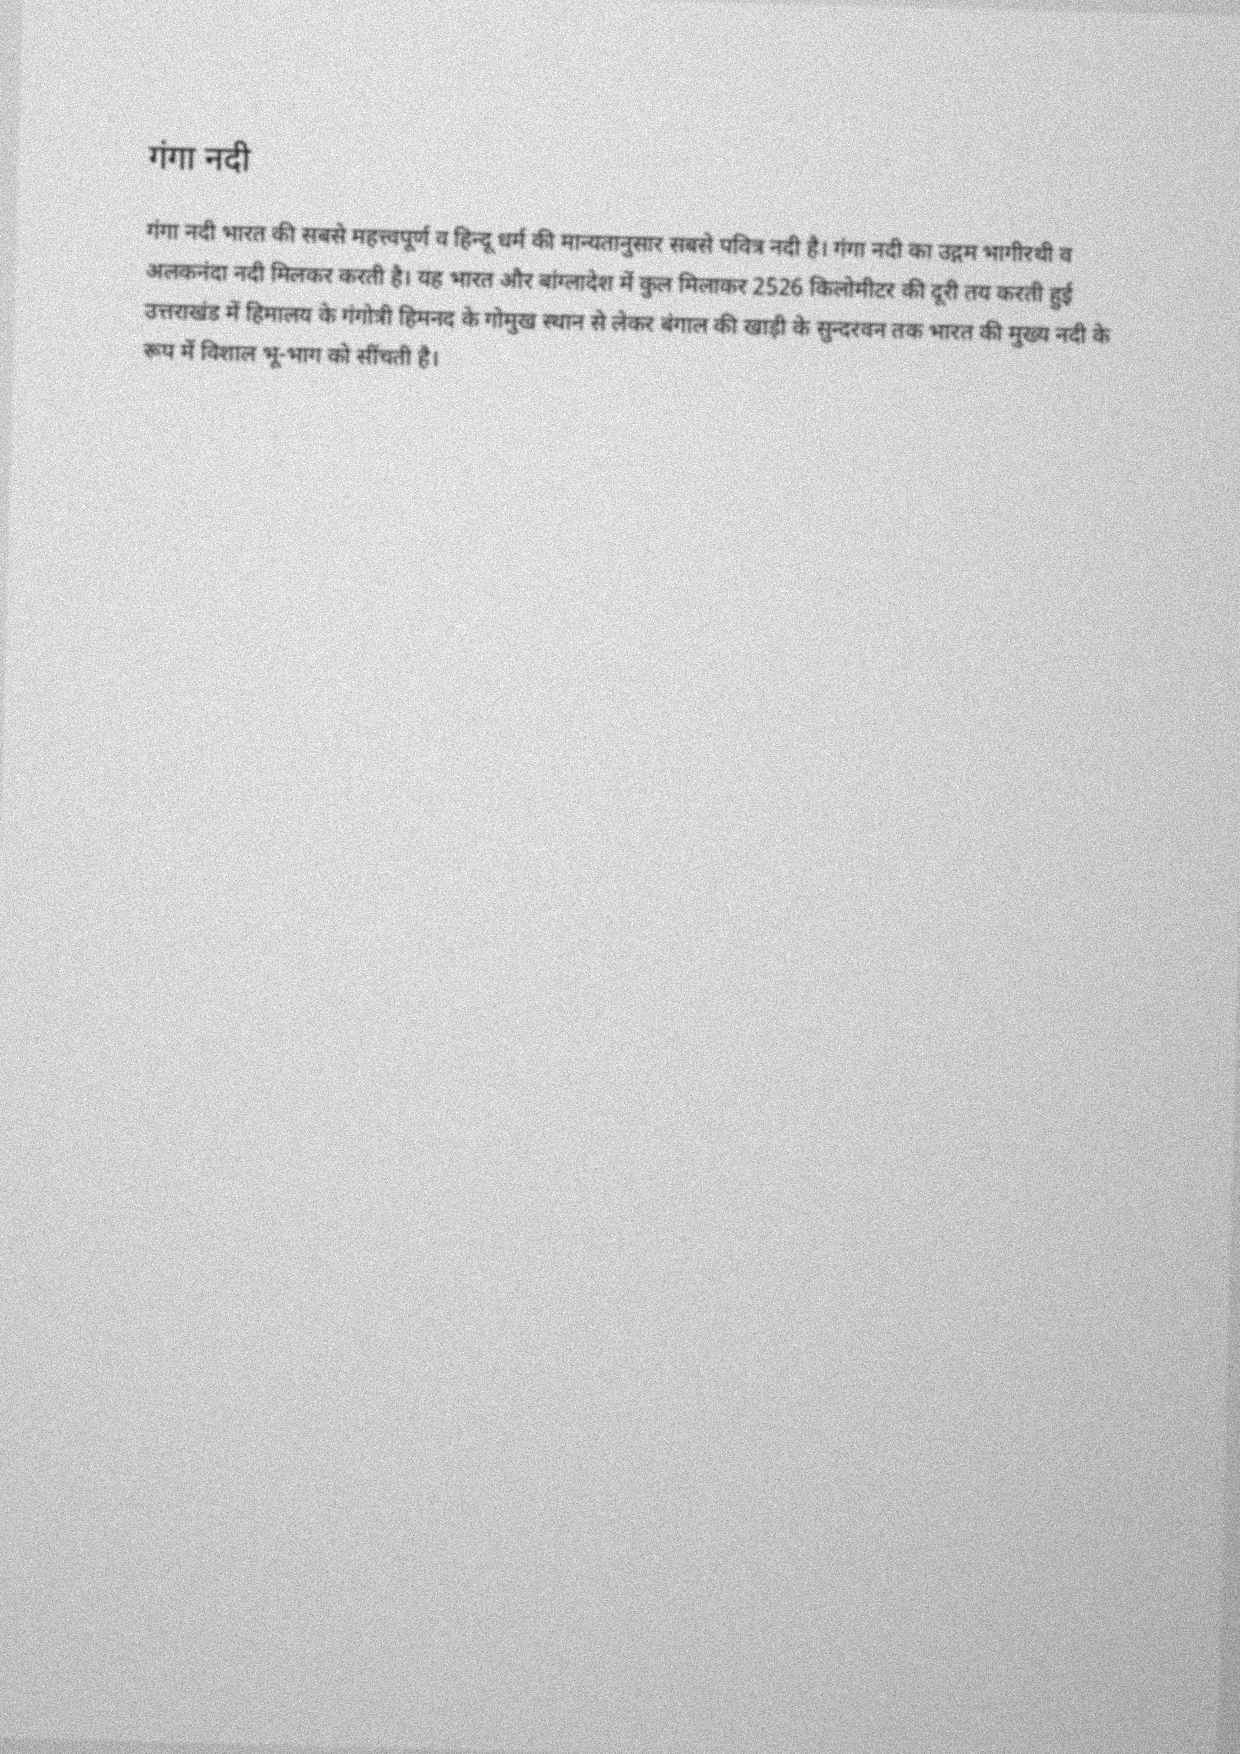 गंगा नदी
गंगा नदी भारत की सबसे महत्त्वपूर्ण व हिन्दू धर्म की मान्यतानुसार सबसे पवित्र नदी है। गंगा नदी का उद्गम भागीरथी व
अलकनंदा नदी मिलकर करती है। यह भारत और बांग्लादेश में कुल मिलाकर 2526 किलोमीटर की दूरी तय करती हुई
उत्तराखंड में हिमालय के गंगोत्री हिमनद के गोमुख स्थान से लेकर बंगाल की खाड़ी के सुन्दरवन तक भारत की मुख्य नदी के
रूप में विशाल भू-भाग को सींचती है।